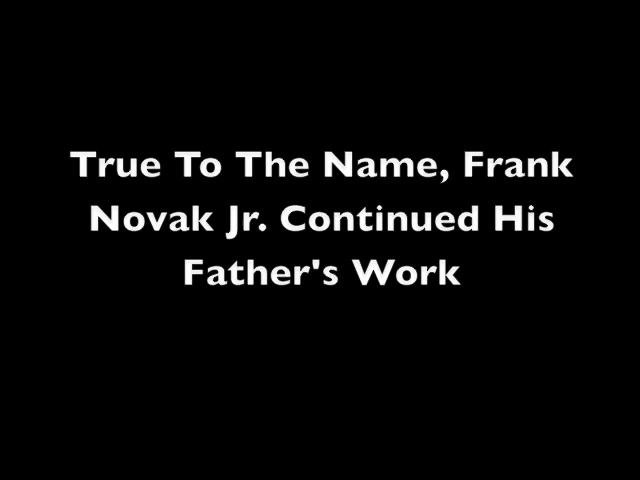 True To The Name, Frank
Novak Jr. Continued His
Father's Work